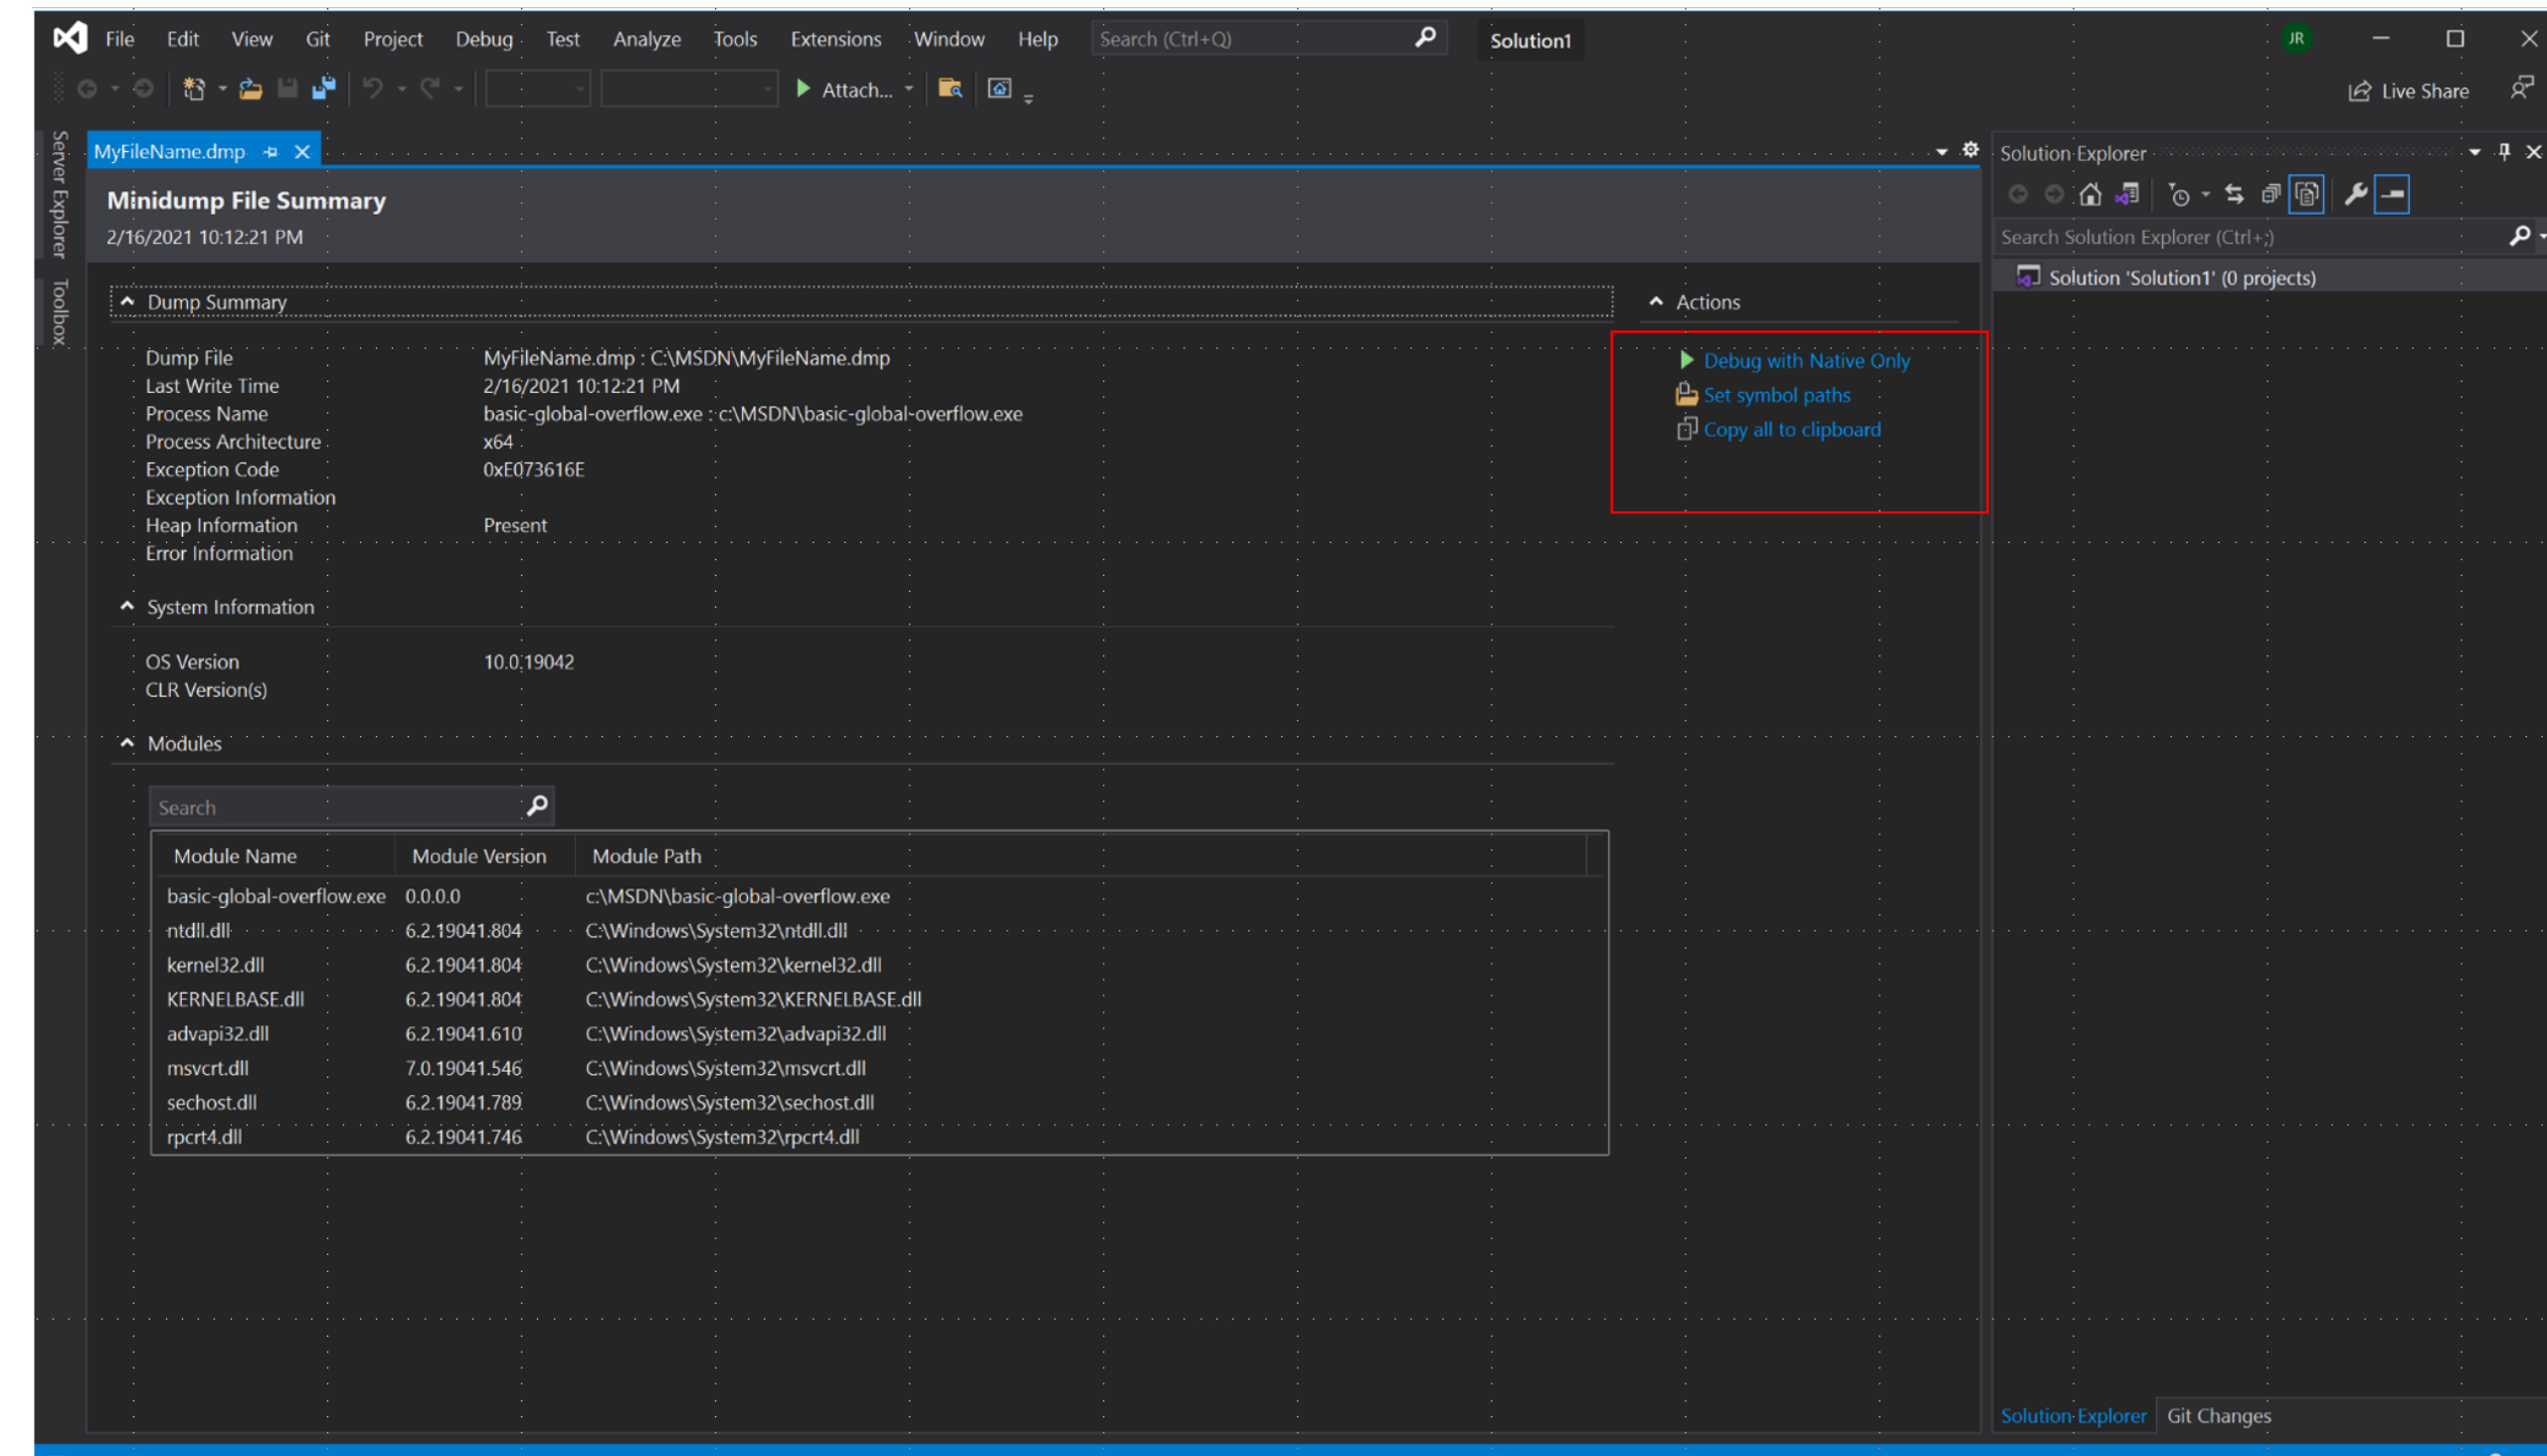 File Edit View Git Project Debug Test Analyze Tools Extensions Window Help Search (Ctrl+Q) Solution1 JR
Attach... Live Share
Server Explorer
Toolbox
MyFileName.dmp
Minidump File Summary
2/16/2021 10:12:21 PM
Dump Summary
Dump File MyFileName.dmp : C:\MSDN\MyFileName.dmp
Last Write Time 2/16/2021 10:12:21 PM
Process Name basic-global-overflow.exe : c:\MSDN\basic-global-overflow.exe
Process Architecture x64
Exception Code 0xE073616E
Exception Information
Heap Information Present
Error Information
System Information
OS Version 10.0.19042
CLR Version(s)
Modules
Search
Module Name Module Version Module Path
basic-global-overflow.exe 0.0.0.0 c:\MSDN\basic-global-overflow.exe
ntdll.dll 6.2.19041.804 C:\Windows\System32\ntdll.dll
kernel32.dll 6.2.19041.804 C:\Windows\System32\kernel32.dll
KERNELBASE.dll 6.2.19041.804 C:\Windows\System32\KERNELBASE.dll
advapi32.dll 6.2.19041.610 C:\Windows\System32\advapi32.dll
msvcrt.dll 7.0.19041.546 C:\Windows\System32\msvcrt.dll
sechost.dll 6.2.19041.789 C:\Windows\System32\sechost.dll
rpcrt4.dll 6.2.19041.746 C:\Windows\System32\rpcrt4.dll
Actions
Debug with Native Only
Set symbol paths
Copy all to clipboard
Solution Explorer
Search Solution Explorer (Ctrl+;)
Solution 'Solution1' (0 projects)
Solution Explorer Git Changes